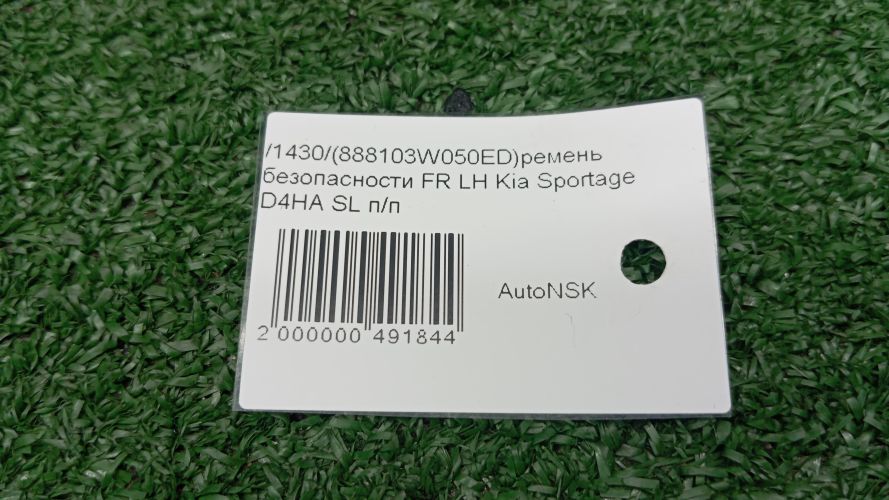 /1430/(888103W050ED)ремень
безопасности FR LH Kia Sportage
D4HA SL п/п
AutoNSK
2 000000 491844